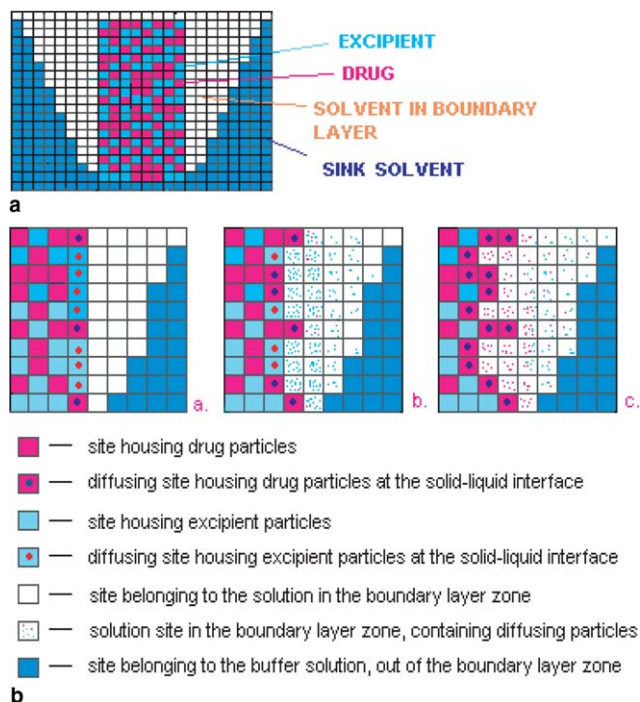 EXCIPIENT
DRUG
SOLVENT IN BOUNDARY
LAYER
SINK SOLVENT
a
a.
b.
c.
— site housing drug particles
— diffusing site housing drug particles at the solid-liquid interface
— site housing excipient particles
— diffusing site housing excipient particles at the solid-liquid interface
— site belonging to the solution in the boundary layer zone
— solution site in the boundary layer zone, containing diffusing particles
— site belonging to the buffer solution, out of the boundary layer zone
b